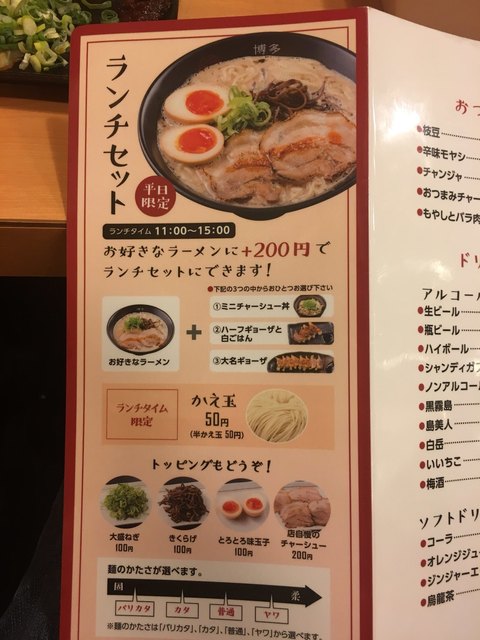 博多
ランチセット
平日
限定
ランチタイム 11:00～15:00
お好きなラーメンに+200円で
ランチセットにできます！
●下記の3つの中からおひとつお選び下さい
お好きなラーメン
+
①ミニチャーシュー丼
②ハーフギョーザと
白ごはん
③大名ギョーザ
ランチタイム
限定
かえ玉
50円
(半かえ玉 50円)
トッピングもどうぞ！
大盛ねぎ
100円
きくらげ
100円
とろとろ味玉子
100円
店自慢の
チャーシュー
200円
麺のかたさが選べます。
固
柔
バリカタ
カタ
普通
ヤワ
※麺のかたさは「バリカタ」、「カタ」、「普通」、「ヤワ」から選べます。
おつ
●枝豆
●辛味モヤシ
●チャンジャ
●おつまみチャー
●もやしとバラ肉
ドリ
アルコール
●生ビール
●瓶ビール
●ハイボール
●シャンディガフ
●ノンアルコール
●黒霧島
●島美人
●白岳
●いいちこ
●梅酒
ソフトドリ
●コーラ
●オレンジジュー
●ジンジャーエ
●烏龍茶